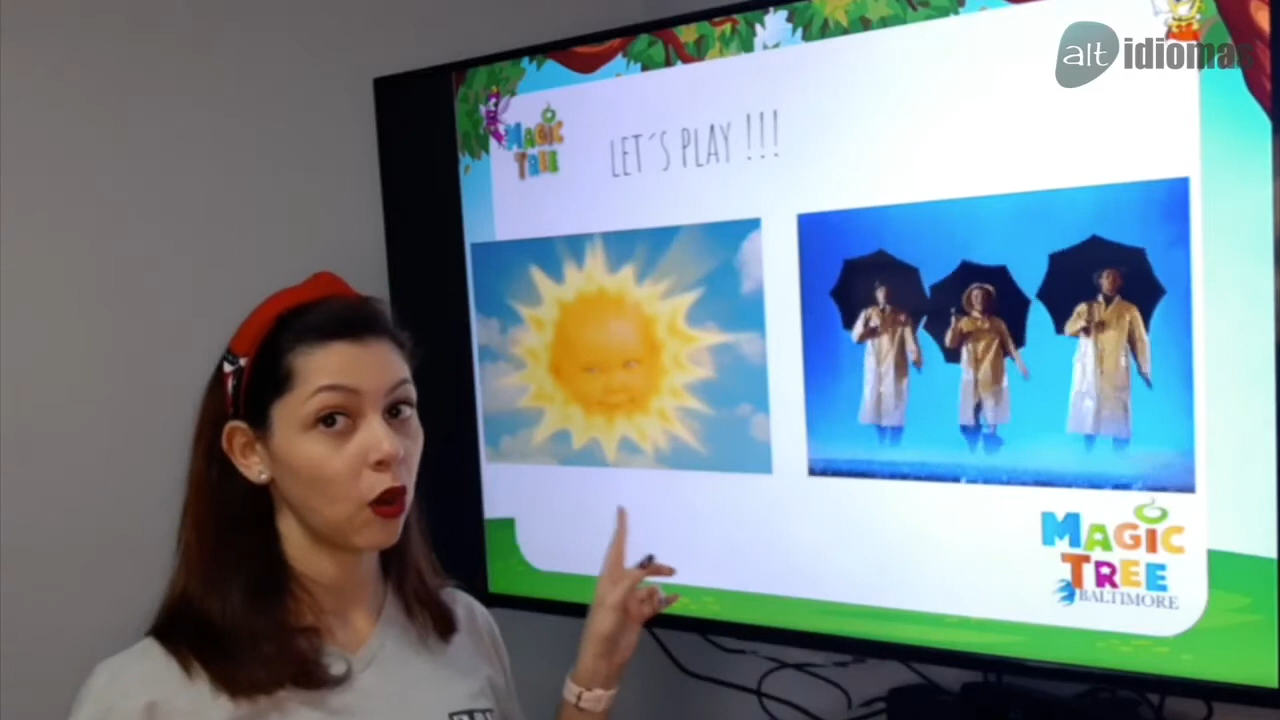 alt idiomas
MAGIC
TREE
LET´S PLAY !!!
MAGIC
TREE
BALTIMORE